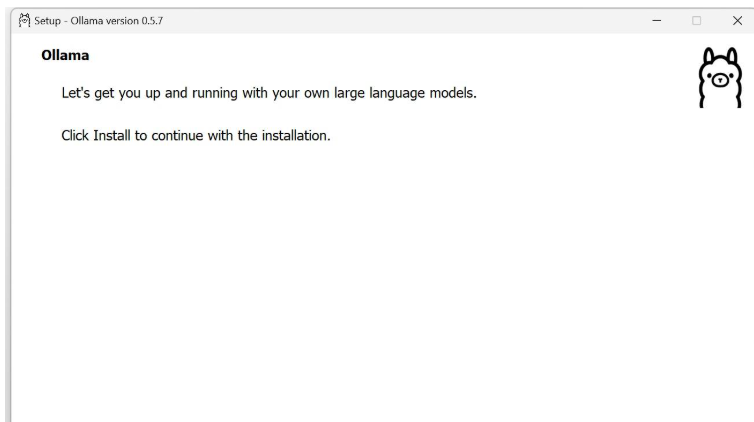 Setup - Ollama version 0.5.7
Ollama
Let's get you up and running with your own large language models.
Click Install to continue with the installation.